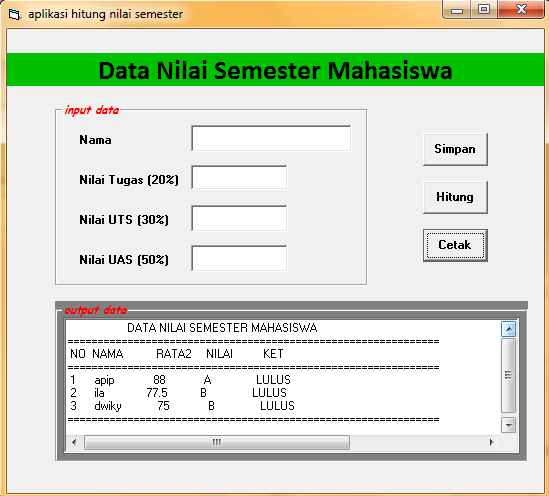 aplikasi hitung nilai semester
Data Nilai Semester Mahasiswa
input data
Nama
Nilai Tugas (20%)
Nilai UTS (30%)
Nilai UAS (50%)
Simpan
Hitung
Cetak
output data
DATA NILAI SEMESTER MAHASISWA
=====================================================
NO NAMA RATA2 NILAI KET
=====================================================
1 apip 88 A LULUS
2 ila 77.5 B LULUS
3 dwiky 75 B LULUS
=====================================================